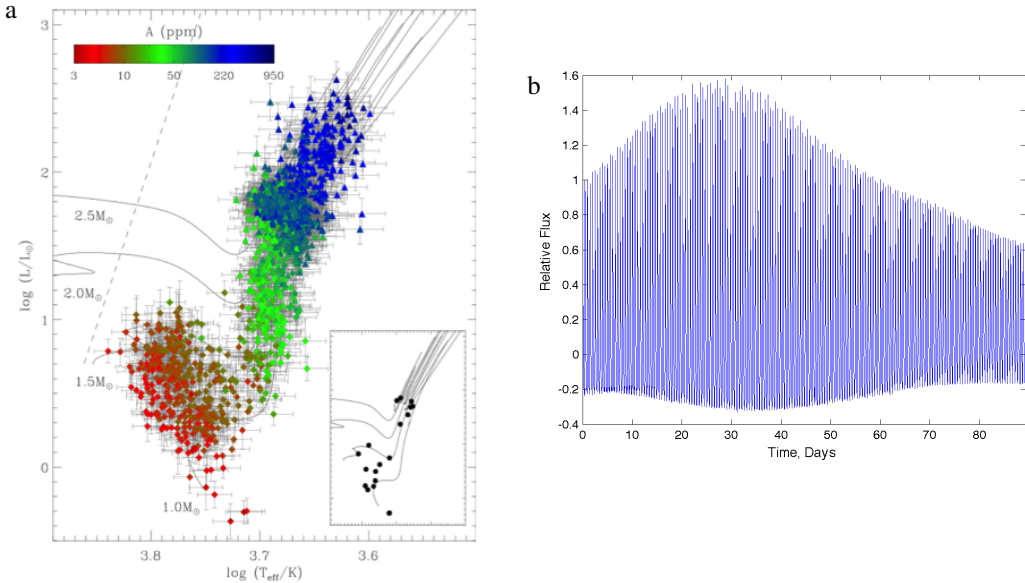 a
A (ppm)
3 10 50 220 950
3
2
1
0
log (L/L⊙)
2.5M⊙
2.0M⊙
1.5M⊙
1.0M⊙
3.8 3.7 3.6
log (Teff/K)
b
1.6
1.4
1.2
1
0.8
0.6
0.4
0.2
0
-0.2
-0.4
Relative Flux
0 10 20 30 40 50 60 70 80
Time, Days